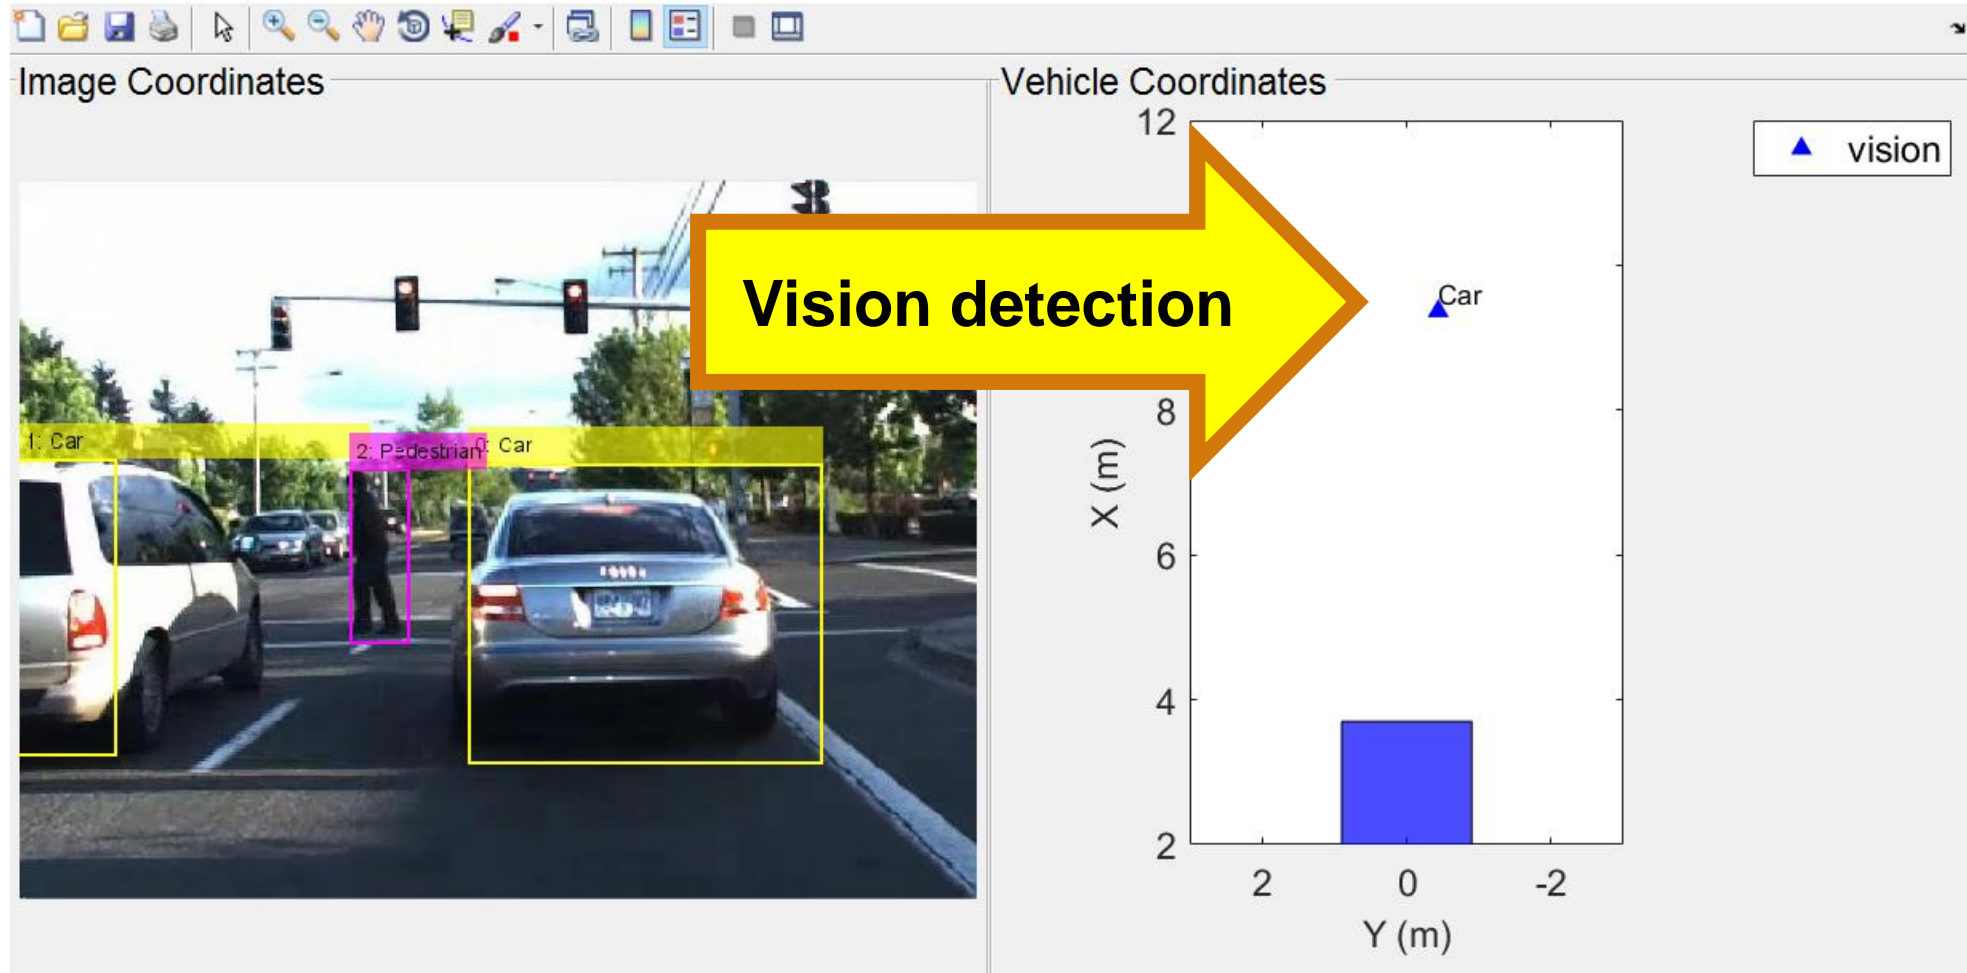 Image Coordinates
1: Car
2: Pedestrian
0: Car
Vehicle Coordinates
12
8
6
4
2
X (m)
2 0 -2
Y (m)
Vision detection
Car
vision